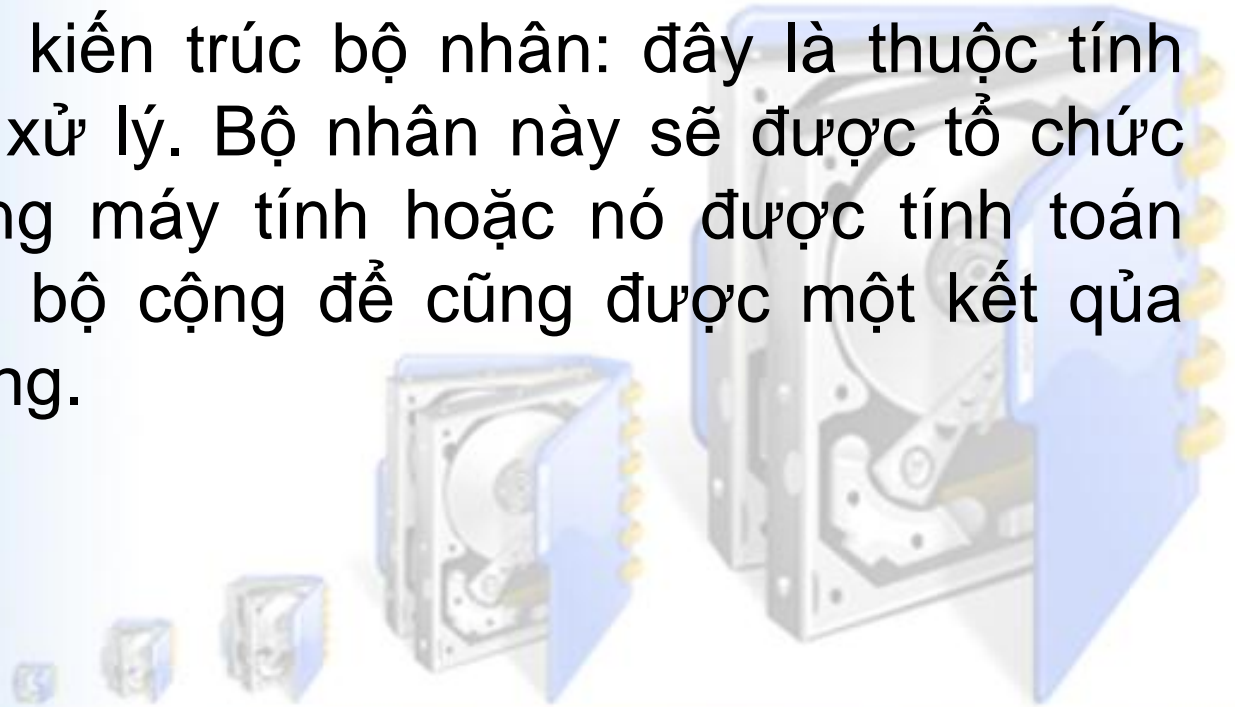 kiến trúc bộ nhân: đây là thuộc tính
xử lý. Bộ nhân này sẽ được tổ chức
ng máy tính hoặc nó được tính toán
bộ cộng để cũng được một kết qủa
ng.